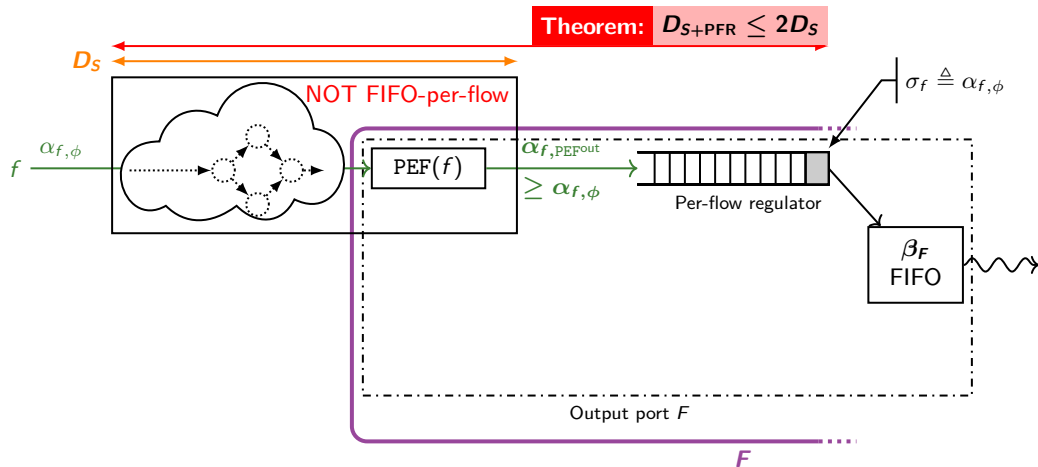 Theorem: D_{S+PFR} ≤ 2D_S
D_S
NOT FIFO-per-flow
σ_f ≜ α_{f,ϕ}
f
α_{f,ϕ}
PEF(f)
α_{f,PEF^{out}}
≥ α_{f,ϕ}
Per-flow regulator
β_F
FIFO
Output port F
F